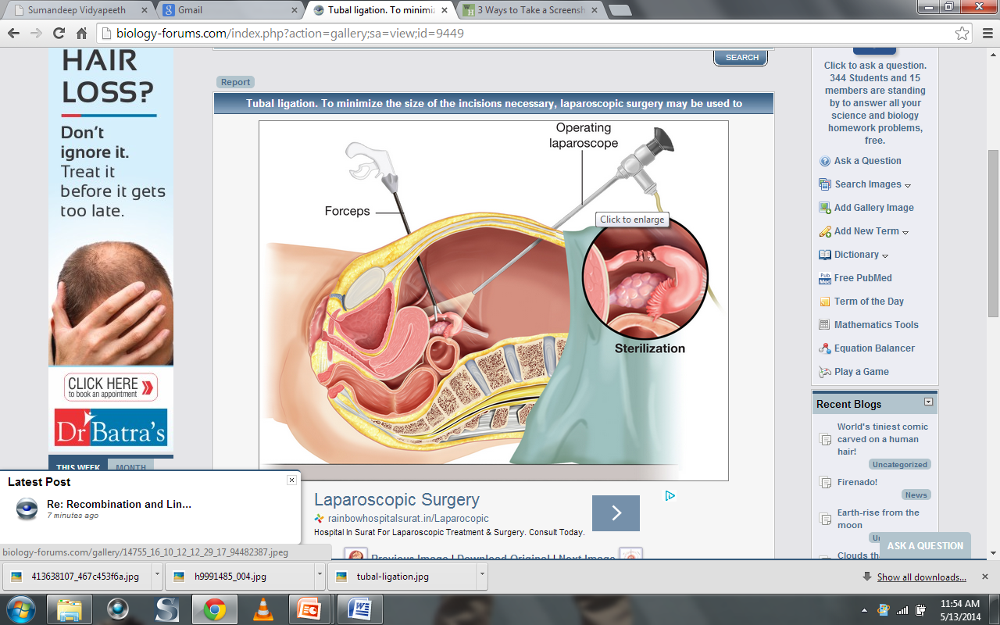 Sumandeep Vidyapeeth
Gmail
Tubal ligation. To minimi
3 Ways to Take a Screensh
biology-forums.com/index.php?action=gallery;sa=view;id=9449
HAIR
LOSS?
Don't
ignore it.
Treat it
before it gets
too late.
CLICK HERE
to book an appointment
Dr Batra's
THIS WEEK
MONTH
SEARCH
Report
Tubal ligation. To minimize the size of the incisions necessary, laparoscopic surgery may be used to
Operating
laparoscope
Forceps
Click to enlarge
Sterilization
Laparoscopic Surgery
rainbowhospitalsurat.in/Laparocopic
Hospital In Surat For Laparoscopic Treatment & Surgery. Consult Today.
Previous Image | Download Original | Next Image
Click to ask a question.
344 Students and 15
members are standing
by to answer all your
science and biology
homework problems,
free.
Ask a Question
Search Images
Add Gallery Image
Add New Term
Dictionary
Free PubMed
Term of the Day
Mathematics Tools
Equation Balancer
Play a Game
Recent Blogs
World's tiniest comic
carved on a human
hair!
Uncategorized
Firenado!
News
Earth-rise from the
moon
Clouds th
ASK A QUESTION
Latest Post
Re: Recombination and Lin...
7 minutes ago
biology-forums.com/gallery/14755_16_10_12_12_29_17_94482387.jpeg
413638107_467c453f6a.jpg
h9991485_004.jpg
tubal-ligation.jpg
Show all downloads...
11:54 AM
5/13/2014